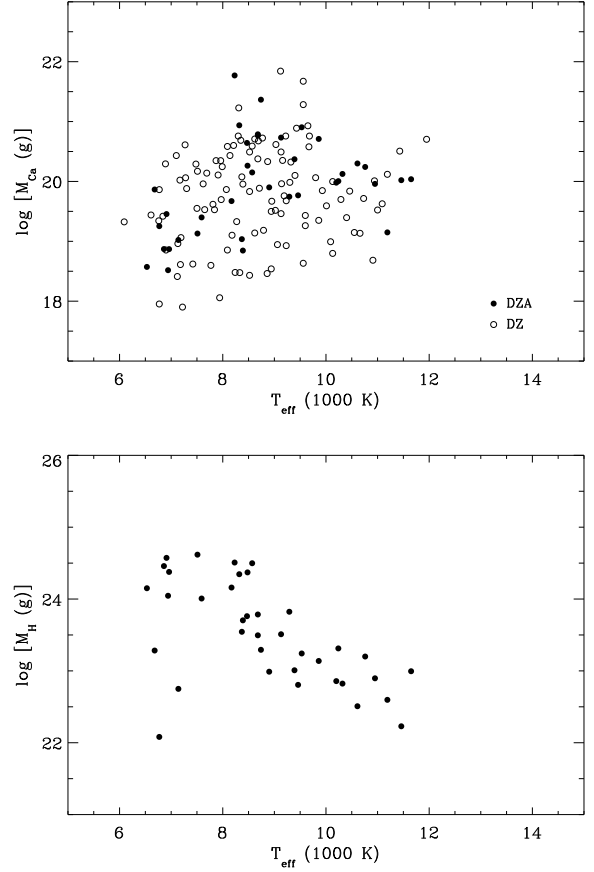 22
20
18
log [M_Ca (g)]
DZA
DZ
6 8 10 12 14
T_eff (1000 K)
26
24
22
log [M_H (g)]
6 8 10 12 14
T_eff (1000 K)